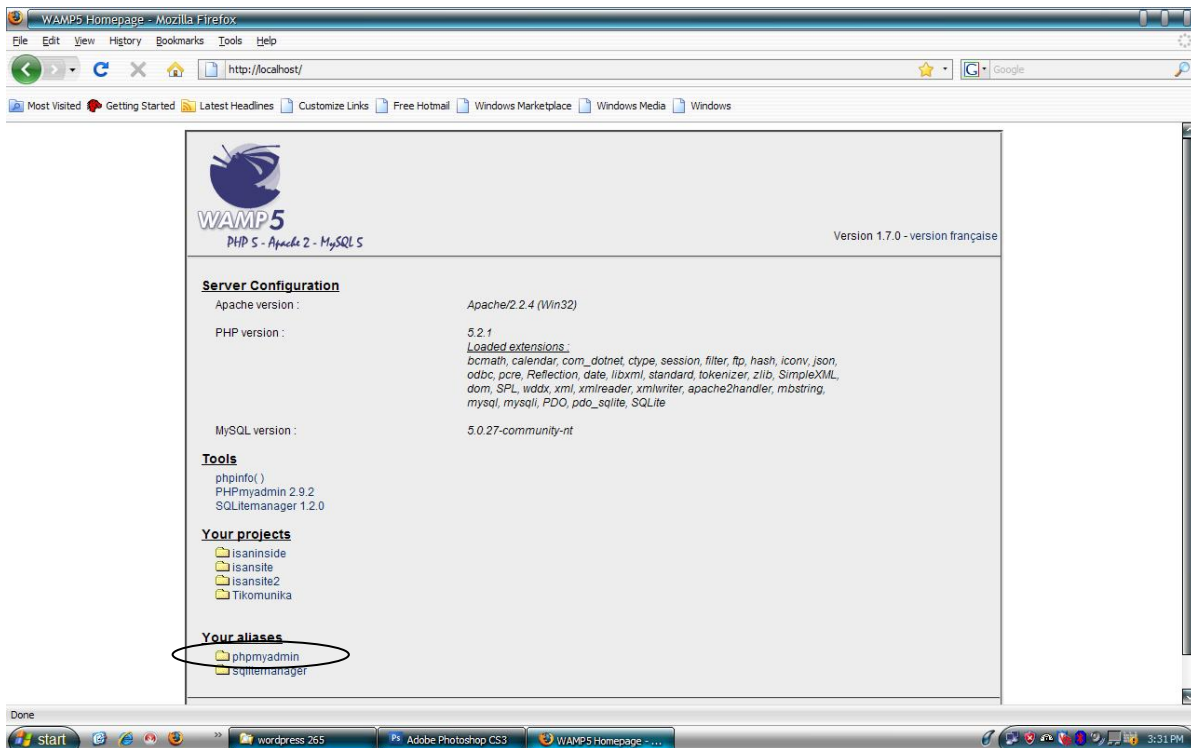 WAMP5 Homepage - Mozilla Firefox
File Edit View History Bookmarks Tools Help
http://localhost/
G Google
Most Visited Getting Started Latest Headlines Customize Links Free Hotmail Windows Marketplace Windows Media Windows
WAMP5
PHP 5 - Apache 2 - MySQL 5
Version 1.7.0 - version française
Server Configuration
Apache version : Apache/2.2.4 (Win32)
PHP version : 5.2.1
Loaded extensions :
bcmath, calendar, com_dotnet, ctype, session, filter, ftp, hash, iconv, json,
odbc, pcre, Reflection, date, libxml, standard, tokenizer, zlib, SimpleXML,
dom, SPL, wddx, xml, xmlreader, xmlwriter, apache2handler, mbstring,
mysql, mysqli, PDO, pdo_sqlite, SQLite
MySQL version : 5.0.27-community-nt
Tools
phpinfo( )
PHPmyadmin 2.9.2
SQLitemanager 1.2.0
Your projects
isaninside
isansite
isansite2
Tikomunika
Your aliases
phpmyadmin
sqlitemanager
Done
start » wordpress 265 Ps Adobe Photoshop CS3 WAMP5 Homepage - ... 3:31 PM